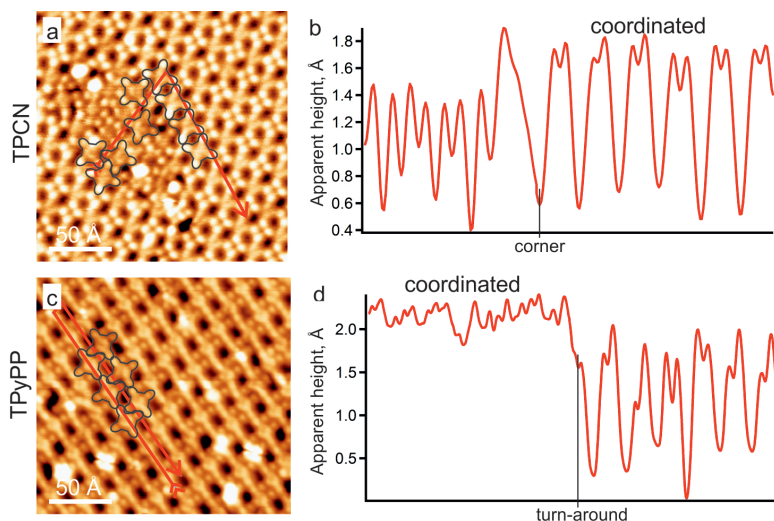 TPCN
a
50 Å
b
coordinated
Apparent height, Å
1.8
1.6
1.4
1.2
1.0
0.8
0.6
0.4
corner
TPyPP
c
50 Å
d
coordinated
Apparent height, Å
2.0
1.5
1.0
0.5
turn-around